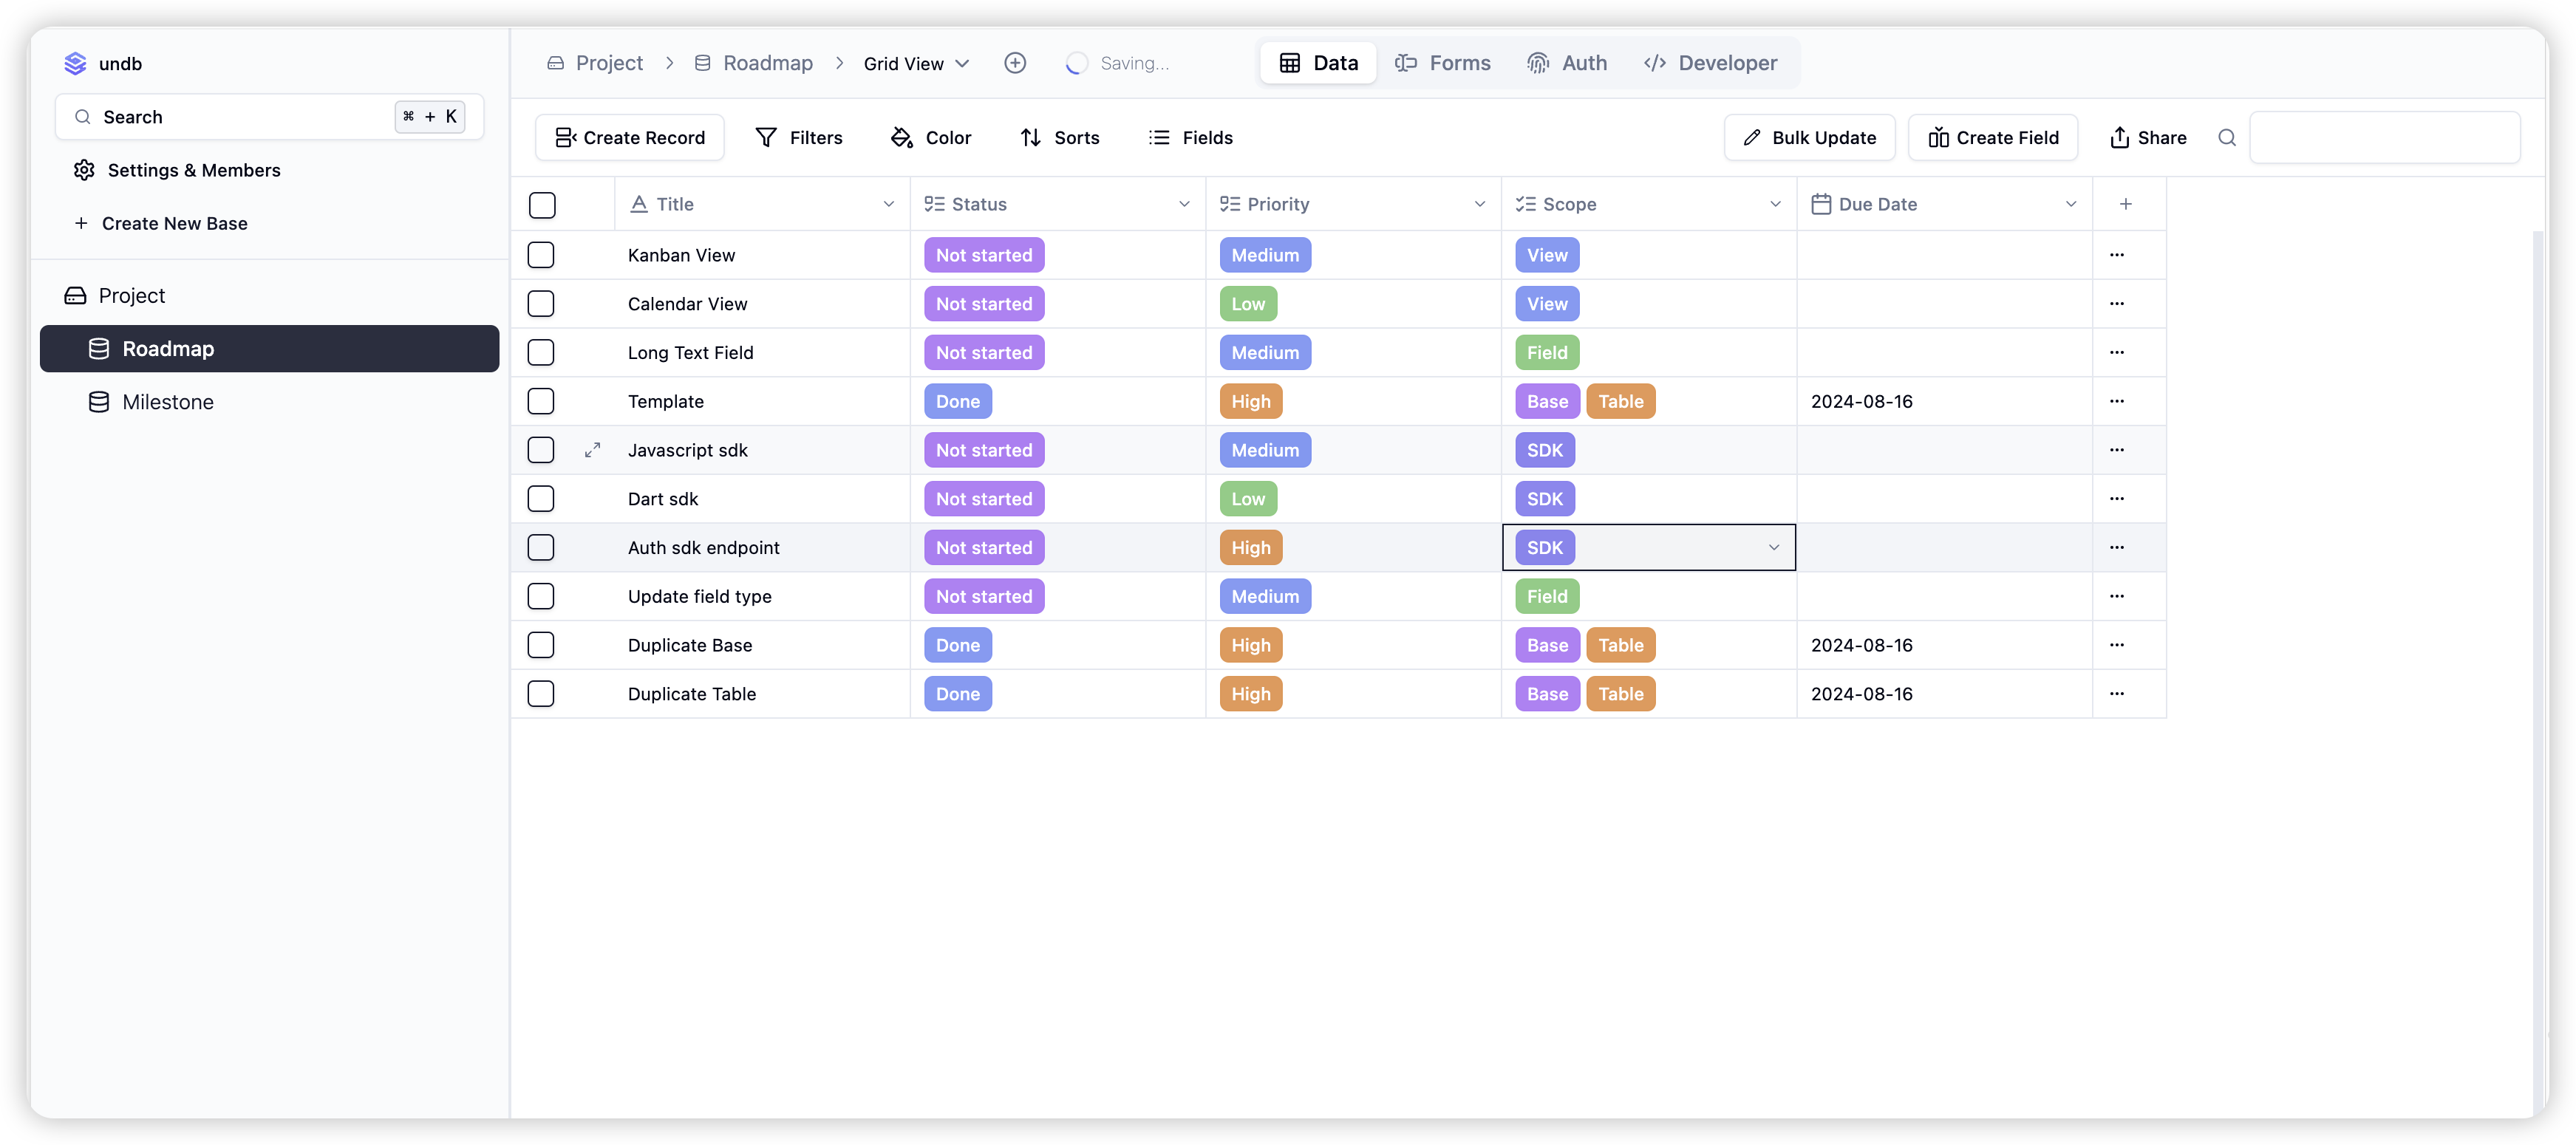 undb
Search ⌘ + K
Settings & Members
+ Create New Base
Project
Roadmap
Milestone
Project > Roadmap > Grid View Saving...
Data Forms Auth </> Developer
Create Record Filters Color Sorts Fields Bulk Update Create Field Share
Title Status Priority Scope Due Date +
Kanban View Not started Medium View ...
Calendar View Not started Low View ...
Long Text Field Not started Medium Field ...
Template Done High Base Table 2024-08-16 ...
Javascript sdk Not started Medium SDK ...
Dart sdk Not started Low SDK ...
Auth sdk endpoint Not started High SDK ...
Update field type Not started Medium Field ...
Duplicate Base Done High Base Table 2024-08-16 ...
Duplicate Table Done High Base Table 2024-08-16 ...